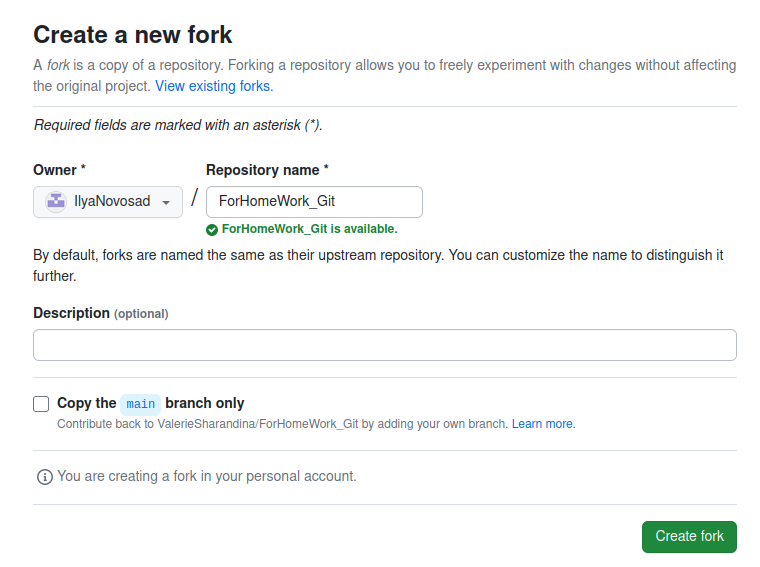 Create a new fork
A fork is a copy of a repository. Forking a repository allows you to freely experiment with changes without affecting
the original project. View existing forks.
Required fields are marked with an asterisk (*).
Owner * Repository name *
IlyaNovosad / ForHomeWork_Git
ForHomeWork_Git is available.
By default, forks are named the same as their upstream repository. You can customize the name to distinguish it
further.
Description (optional)
Copy the main branch only
Contribute back to ValerieSharandina/ForHomeWork_Git by adding your own branch. Learn more.
You are creating a fork in your personal account.
Create fork